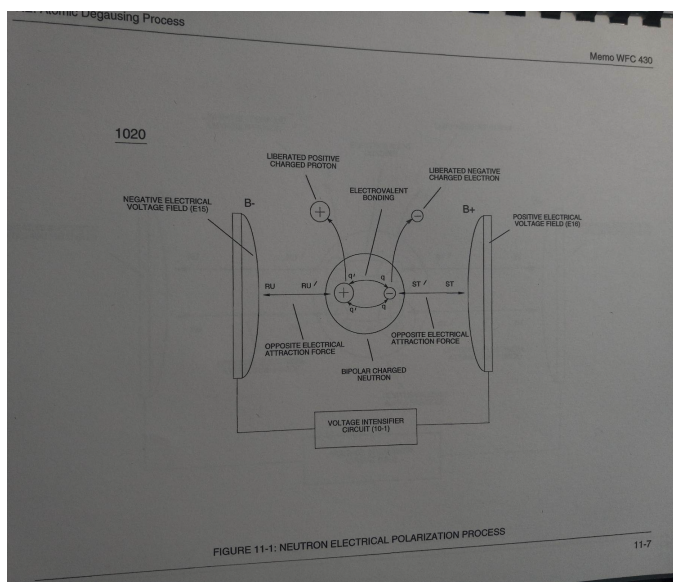 Atomic Degausing Process
Memo WFC 430
1020
LIBERATED POSITIVE
CHARGED PROTON
LIBERATED NEGATIVE
CHARGED ELECTRON
ELECTROVALENT
BONDING
NEGATIVE ELECTRICAL
VOLTAGE FIELD (E15)
B-
B+
POSITIVE ELECTRICAL
VOLTAGE FIELD (E16)
+
-
q'
q
RU
RU'
+
-
ST'
ST
q'
q
OPPOSITE ELECTRICAL
ATTRACTION FORCE
OPPOSITE ELECTRICAL
ATTRACTION FORCE
BIPOLAR CHARGED
NEUTRON
VOLTAGE INTENSIFIER
CIRCUIT (10-1)
FIGURE 11-1: NEUTRON ELECTRICAL POLARIZATION PROCESS
11-7